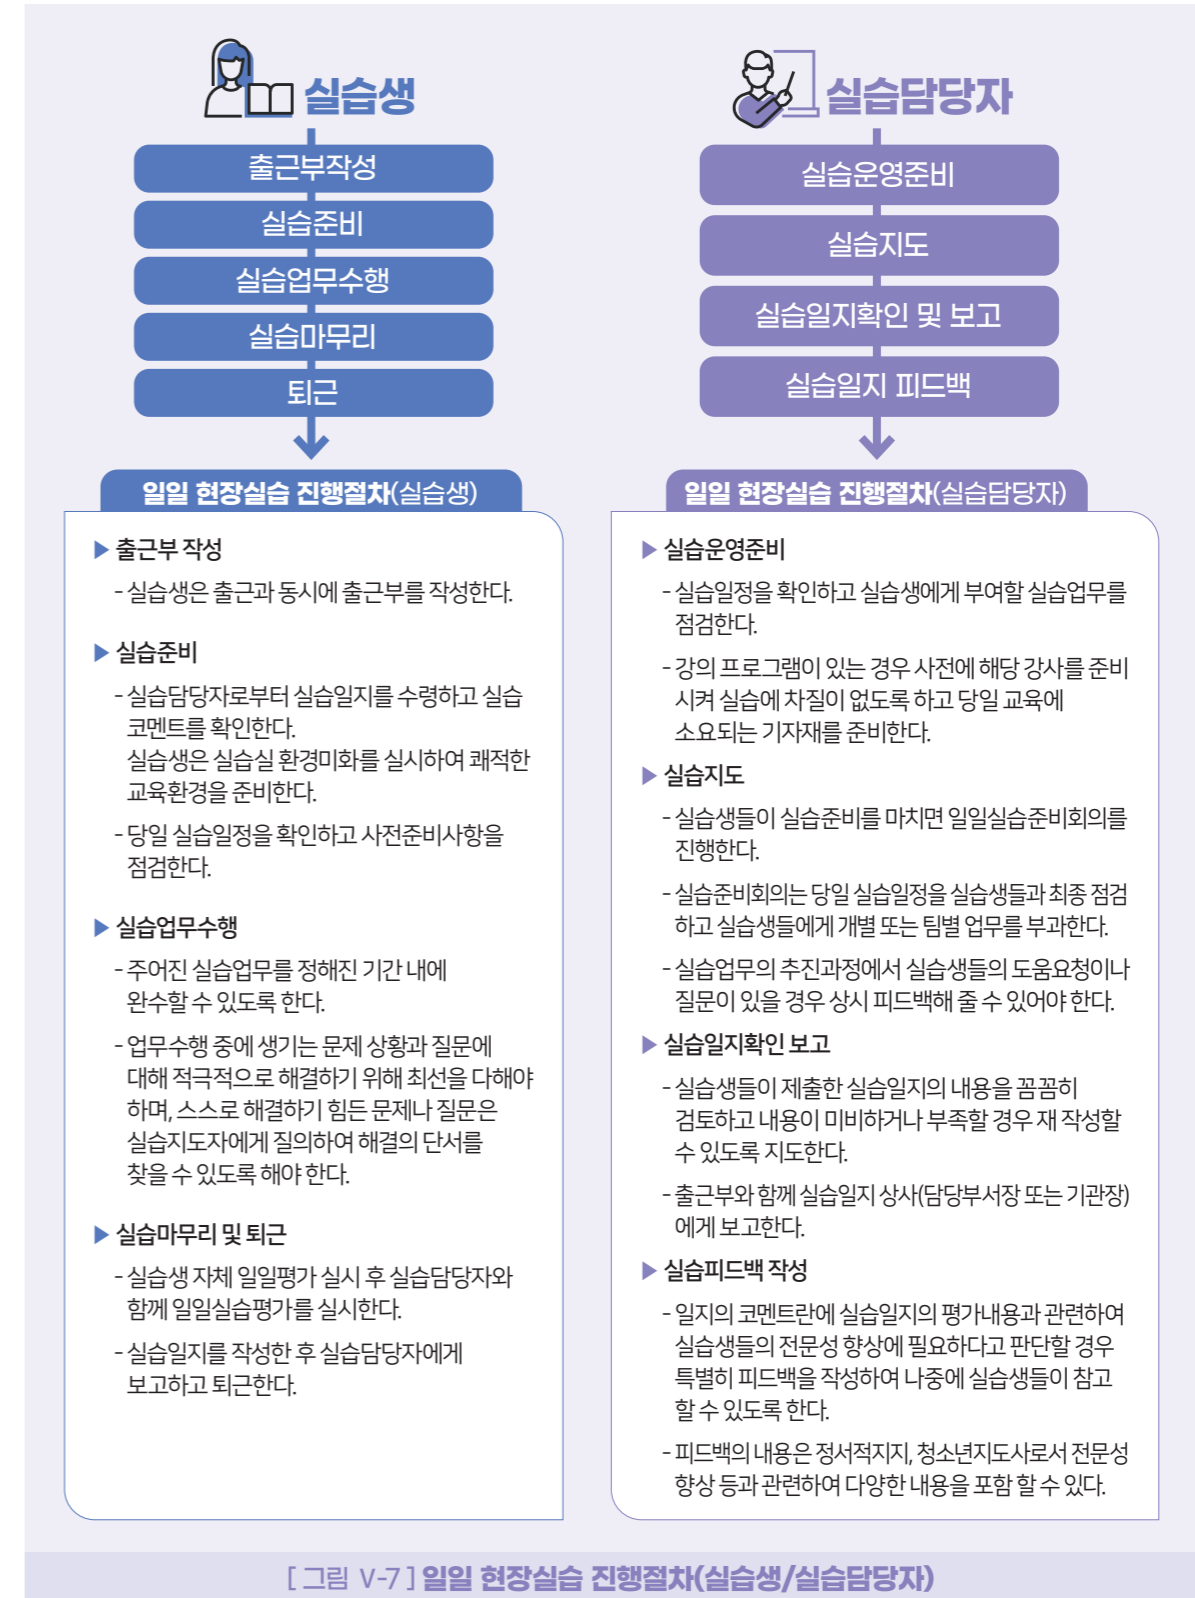 실습생
출근부작성
실습준비
실습업무수행
실습마무리
퇴근
일일 현장실습 진행절차(실습생)
▶ 출근부 작성
- 실습생은 출근과 동시에 출근부를 작성한다.
▶ 실습준비
- 실습담당자로부터 실습일지를 수령하고 실습
코멘트를 확인한다.
실습생은 실습실 환경미화를 실시하여 쾌적한
교육환경을 준비한다.
- 당일 실습일정을 확인하고 사전준비사항을
점검한다.
▶ 실습업무수행
- 주어진 실습업무를 정해진 기간 내에
완수할 수 있도록 한다.
- 업무수행 중에 생기는 문제 상황과 질문에
대해 적극적으로 해결하기 위해 최선을 다해야
하며, 스스로 해결하기 힘든 문제나 질문은
실습지도자에게 질의하여 해결의 단서를
찾을 수 있도록 해야 한다.
▶ 실습마무리 및 퇴근
- 실습생 자체 일일평가 실시 후 실습담당자와
함께 일일실습평가를 실시한다.
- 실습일지를 작성한 후 실습담당자에게
보고하고 퇴근한다.
실습담당자
실습운영준비
실습지도
실습일지확인 및 보고
실습일지 피드백
일일 현장실습 진행절차(실습담당자)
▶ 실습운영준비
- 실습일정을 확인하고 실습생에게 부여할 실습업무를
점검한다.
- 강의 프로그램이 있는 경우 사전에 해당 강사를 준비
시켜 실습에 차질이 없도록 하고 당일 교육에
소요되는 기자재를 준비한다.
▶ 실습지도
- 실습생들이 실습준비를 마치면 일일실습준비회의를
진행한다.
- 실습준비회의는 당일 실습일정을 실습생들과 최종 점검
하고 실습생들에게 개별 또는 팀별 업무를 부과한다.
- 실습업무의 추진과정에서 실습생들의 도움요청이나
질문이 있을 경우 상시 피드백해 줄 수 있어야 한다.
▶ 실습일지확인 보고
- 실습생들이 제출한 실습일지의 내용을 꼼꼼히
검토하고 내용이 미비하거나 부족할 경우 재 작성할
수 있도록 지도한다.
- 출근부와 함께 실습일지 상사(담당부서장 또는 기관장)
에게 보고한다.
▶ 실습피드백 작성
- 일지의 코멘트란에 실습일지의 평가내용과 관련하여
실습생들의 전문성 향상에 필요하다고 판단할 경우
특별히 피드백을 작성하여 나중에 실습생들이 참고
할 수 있도록 한다.
- 피드백의 내용은 정서적지지, 청소년지도사로서 전문성
향상 등과 관련하여 다양한 내용을 포함 할 수 있다.
[ 그림 Ⅴ-7 ] 일일 현장실습 진행절차(실습생/실습담당자)